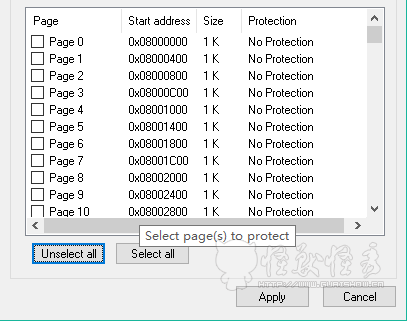 Page Start address Size Protection
Page 0 0x08000000 1 K No Protection
Page 1 0x08000400 1 K No Protection
Page 2 0x08000800 1 K No Protection
Page 3 0x08000C00 1 K No Protection
Page 4 0x08001000 1 K No Protection
Page 5 0x08001400 1 K No Protection
Page 6 0x08001800 1 K No Protection
Page 7 0x08001C00 1 K No Protection
Page 8 0x08002000 1 K No Protection
Page 9 0x08002400 1 K No Protection
Page 10 0x08002800 1 K No Protection
Select page(s) to protect
Unselect all Select all
Apply Cancel